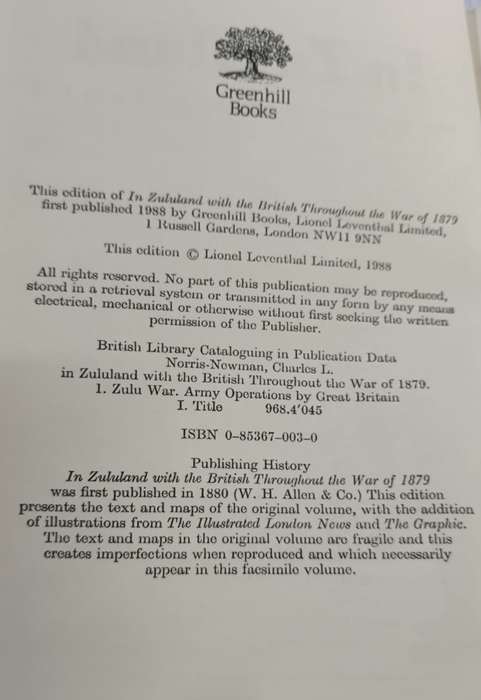 Greenhill
Books
This edition of In Zululand with the British Throughout the War of 1879
first published 1988 by Greenhill Books, Lionel Leventhal Limited,
1 Russell Gardens, London NW11 9NN
This edition © Lionel Leventhal Limited, 1988
All rights reserved. No part of this publication may be reproduced,
stored in a retrieval system or transmitted in any form by any means
electrical, mechanical or otherwise without first seeking the written
permission of the Publisher.
British Library Cataloguing in Publication Data
Norris-Newman, Charles L.
in Zululand with the British Throughout the War of 1879.
1. Zulu War. Army Operations by Great Britain
I. Title 968.4'045
ISBN 0-85367-003-0
Publishing History
In Zululand with the British Throughout the War of 1879
was first published in 1880 (W. H. Allen & Co.) This edition
presents the text and maps of the original volume, with the addition
of illustrations from The Illustrated London News and The Graphic.
The text and maps in the original volume are fragile and this
creates imperfections when reproduced and which necessarily
appear in this facsimile volume.